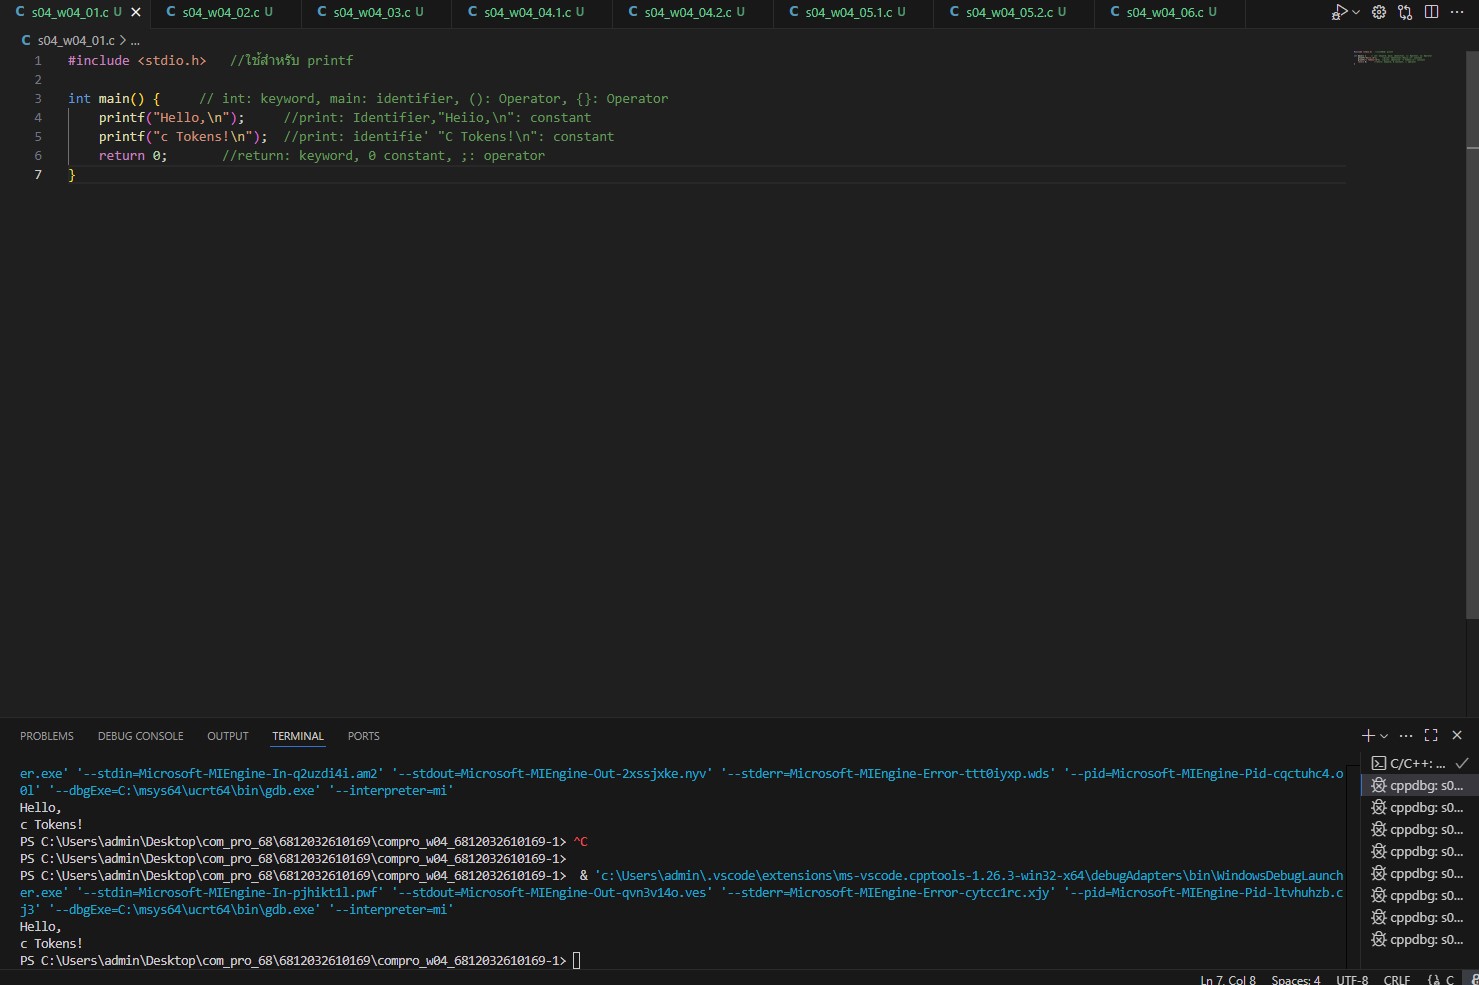 s04_w04_01.c U
s04_w04_02.c U
s04_w04_03.c U
s04_w04_04.1.c U
s04_w04_04.2.c U
s04_w04_05.1.c U
s04_w04_05.2.c U
s04_w04_06.c U
C s04_w04_01.c > ...
1 #include <stdio.h> //ใช้สำหรับ printf
2
3 int main() { // int: keyword, main: identifier, (): Operator, {}: Operator
4 printf("Hello,\n"); //print: Identifier,"Heiio,\n": constant
5 printf("c Tokens!\n"); //print: identifie' "C Tokens!\n": constant
6 return 0; //return: keyword, 0 constant, ;: operator
7 }
PROBLEMS DEBUG CONSOLE OUTPUT TERMINAL PORTS
er.exe' '--stdin=Microsoft-MIEngine-In-q2uzdi4i.am2' '--stdout=Microsoft-MIEngine-Out-2xssjxke.nyv' '--stderr=Microsoft-MIEngine-Error-ttt0iyxp.wds' '--pid=Microsoft-MIEngine-Pid-cqctuhc4.o
0l' '--dbgExe=C:\msys64\ucrt64\bin\gdb.exe' '--interpreter=mi'
Hello,
c Tokens!
PS C:\Users\admin\Desktop\com_pro_68\6812032610169\compro_w04_6812032610169-1> ^C
PS C:\Users\admin\Desktop\com_pro_68\6812032610169\compro_w04_6812032610169-1>
PS C:\Users\admin\Desktop\com_pro_68\6812032610169\compro_w04_6812032610169-1> & 'c:\Users\admin\.vscode\extensions\ms-vscode.cpptools-1.26.3-win32-x64\debugAdapters\bin\WindowsDebugLaunch
er.exe' '--stdin=Microsoft-MIEngine-In-pjhikt1l.pwf' '--stdout=Microsoft-MIEngine-Out-qvn3v14o.ves' '--stderr=Microsoft-MIEngine-Error-cytcc1rc.xjy' '--pid=Microsoft-MIEngine-Pid-ltvhuhzb.c
j3' '--dbgExe=C:\msys64\ucrt64\bin\gdb.exe' '--interpreter=mi'
Hello,
c Tokens!
PS C:\Users\admin\Desktop\com_pro_68\6812032610169\compro_w04_6812032610169-1>
C/C++: ...
cppdbg: s0...
cppdbg: s0...
cppdbg: s0...
cppdbg: s0...
cppdbg: s0...
cppdbg: s0...
cppdbg: s0...
cppdbg: s0...
Ln 7, Col 8 Spaces: 4 UTF-8 CRLF {} C